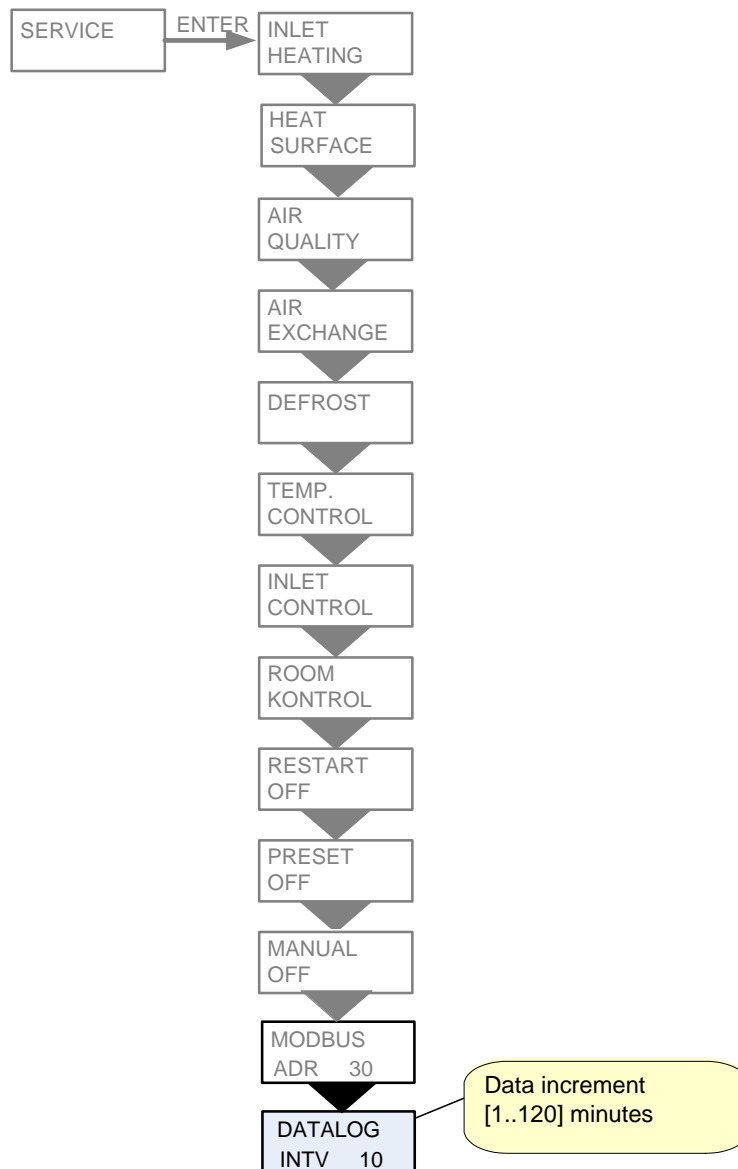 SERVICE
ENTER
INLET
HEATING
HEAT
SURFACE
AIR
QUALITY
AIR
EXCHANGE
DEFROST
TEMP.
CONTROL
INLET
CONTROL
ROOM
KONTROL
RESTART
OFF
PRESET
OFF
MANUAL
OFF
MODBUS
ADR 30
DATALOG
INTV 10
Data increment
[1..120] minutes